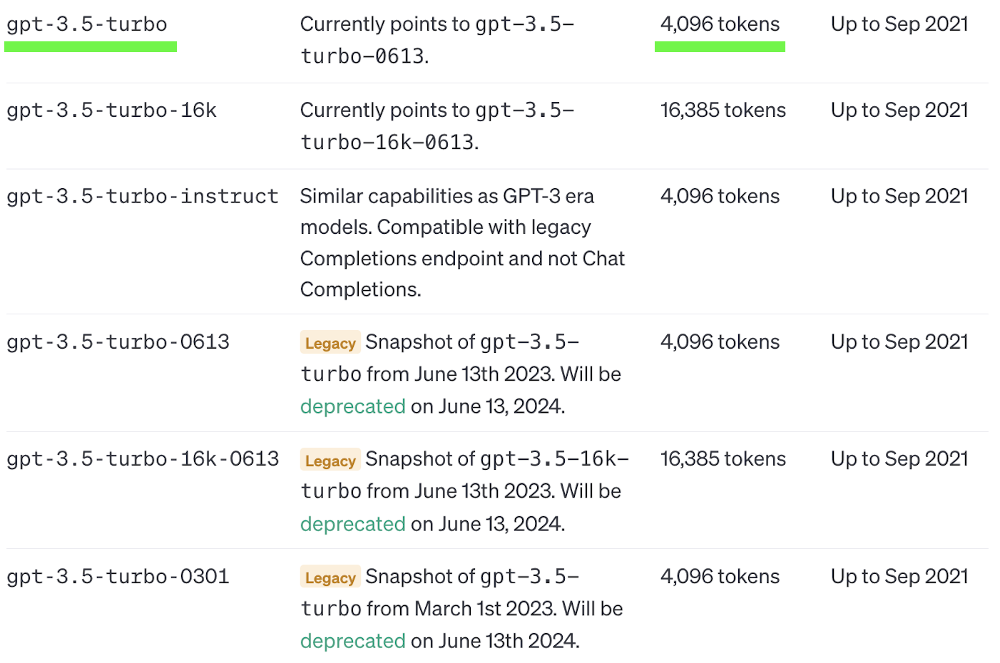 gpt-3.5-turbo Currently points to gpt-3.5- 4,096 tokens Up to Sep 2021
turbo-0613.
gpt-3.5-turbo-16k Currently points to gpt-3.5- 16,385 tokens Up to Sep 2021
turbo-16k-0613.
gpt-3.5-turbo-instruct Similar capabilities as GPT-3 era 4,096 tokens Up to Sep 2021
models. Compatible with legacy
Completions endpoint and not Chat
Completions.
gpt-3.5-turbo-0613 Legacy Snapshot of gpt-3.5- 4,096 tokens Up to Sep 2021
turbo from June 13th 2023. Will be
deprecated on June 13, 2024.
gpt-3.5-turbo-16k-0613 Legacy Snapshot of gpt-3.5-16k- 16,385 tokens Up to Sep 2021
turbo from June 13th 2023. Will be
deprecated on June 13, 2024.
gpt-3.5-turbo-0301 Legacy Snapshot of gpt-3.5- 4,096 tokens Up to Sep 2021
turbo from March 1st 2023. Will be
deprecated on June 13th 2024.